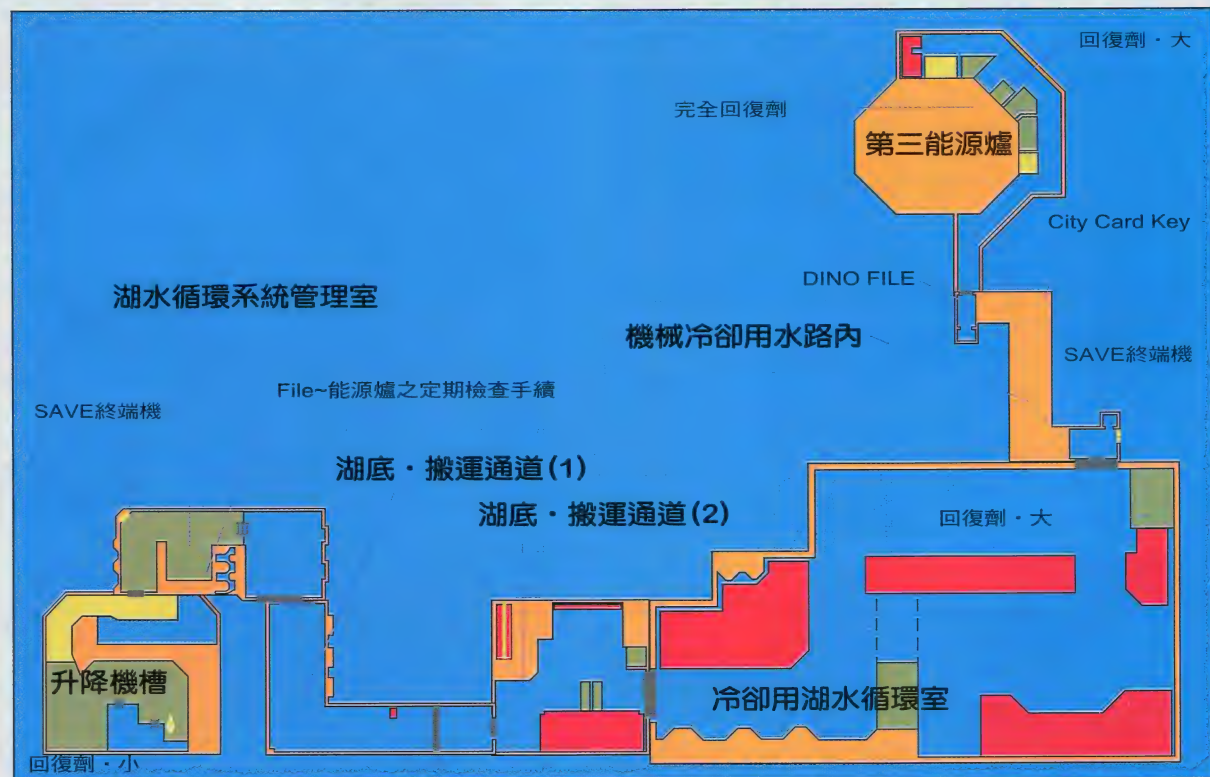 回復劑・大
完全回復劑
第三能源爐
City Card Key
DINO FILE
湖水循環系統管理室
機械冷卻用水路內
SAVE終端機
File~能源爐之定期檢查手續
SAVE終端機
湖底・搬運通道(1)
湖底・搬運通道(2)
回復劑・大
升降機槽
冷卻用湖水循環室
回復劑・小